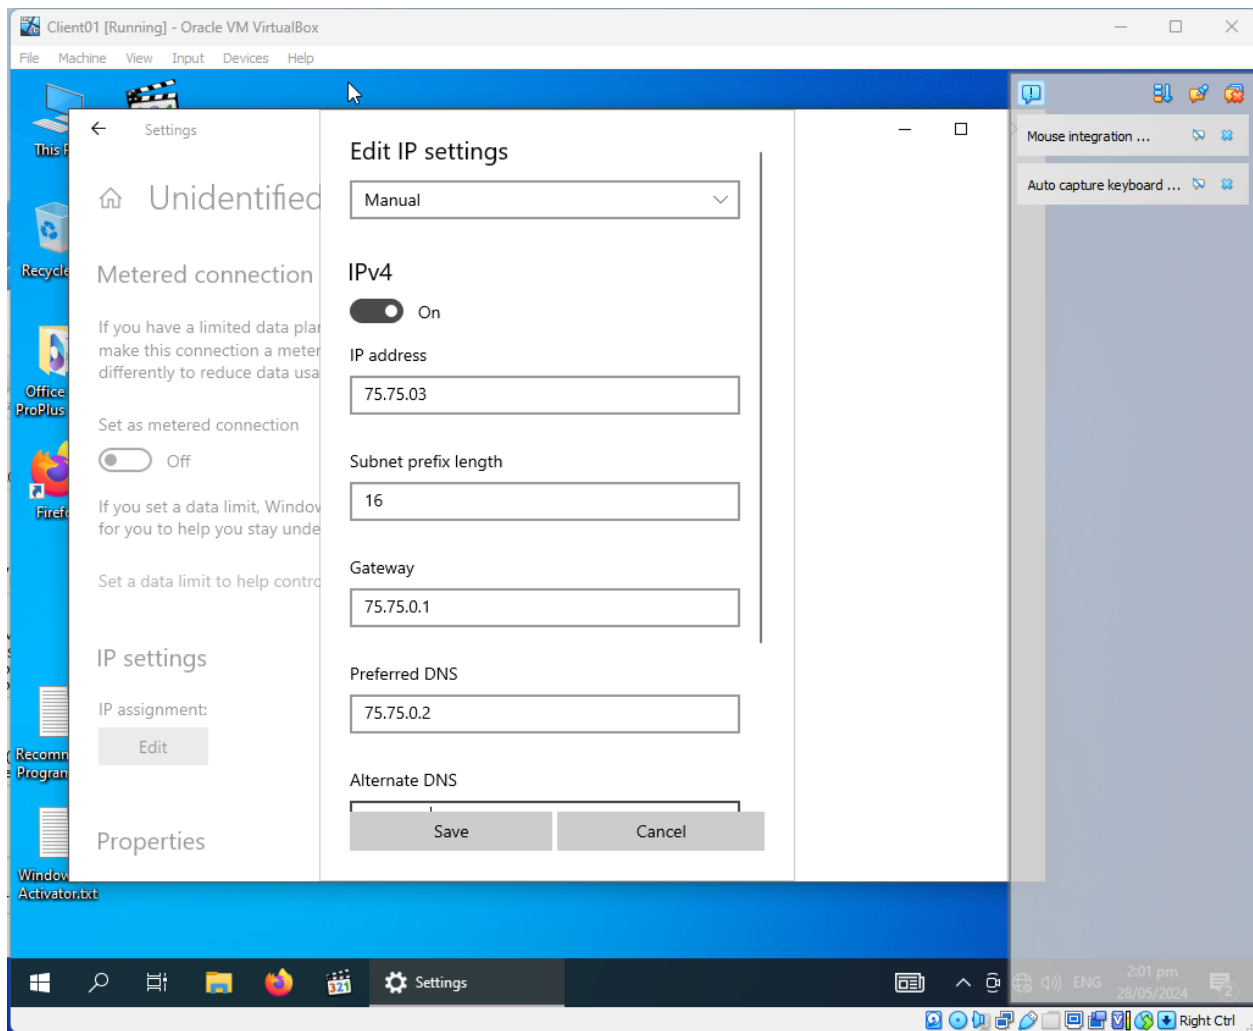 Client01 [Running] - Oracle VM VirtualBox
File Machine View Input Devices Help
This P
Recycle
Office
ProPlus
Firefo
Recomn
Program
Window
Activator.txt
Settings
Unidentified
Metered connection
If you have a limited data plan
make this connection a meter
differently to reduce data usa
Set as metered connection
Off
If you set a data limit, Window
for you to help you stay unde
Set a data limit to help contro
IP settings
IP assignment:
Edit
Properties
Edit IP settings
Manual
IPv4
On
IP address
75.75.03
Subnet prefix length
16
Gateway
75.75.0.1
Preferred DNS
75.75.0.2
Alternate DNS
Save Cancel
Mouse integration ...
Auto capture keyboard ...
321
Settings
ENG
2:01 pm
28/05/2024
2
Right Ctrl